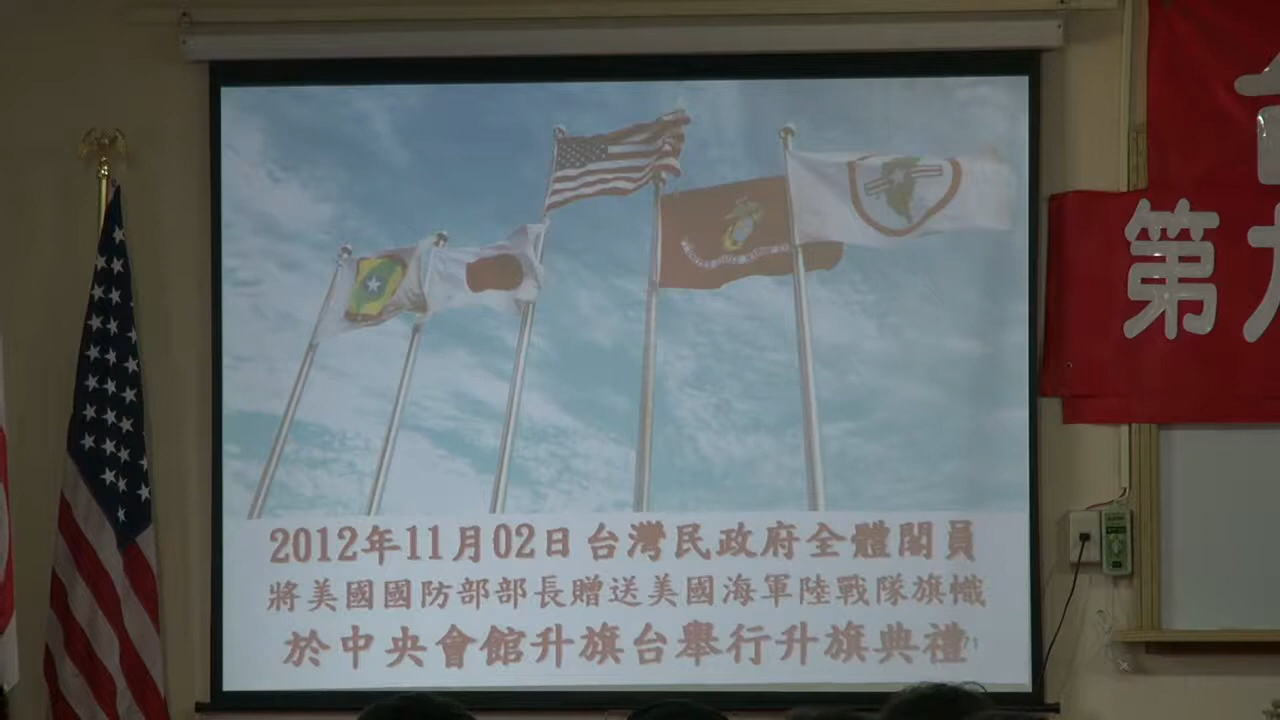 2012年11月02日台灣民政府全體閣員
將美國國防部部長贈送美國海軍陸戰隊旗幟
於中央會館升旗台舉行升旗典禮
第